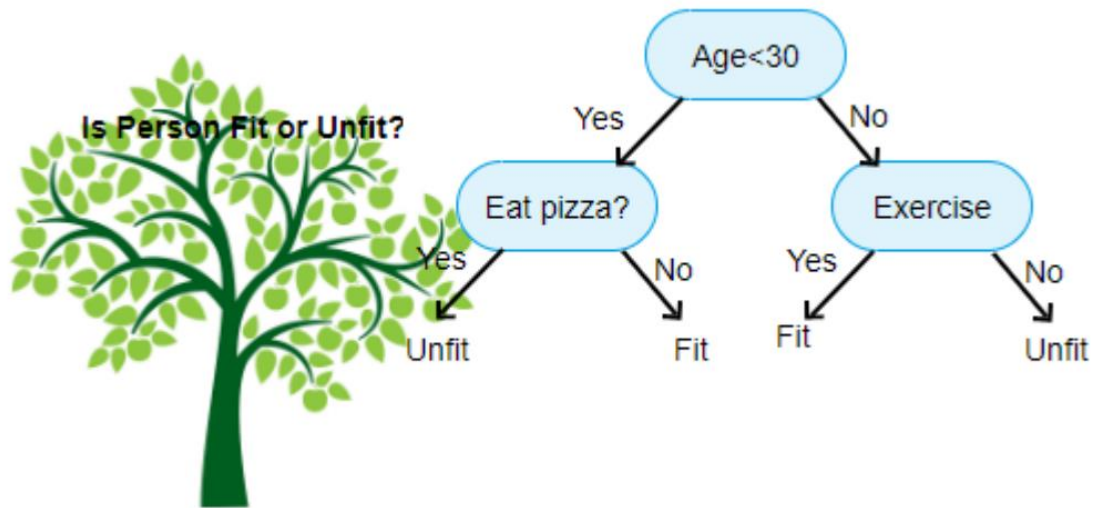 Age<30
Is Person Fit or Unfit?
Yes
No
Eat pizza?
Exercise
Yes
No
Yes
No
Unfit
Fit
Fit
Unfit